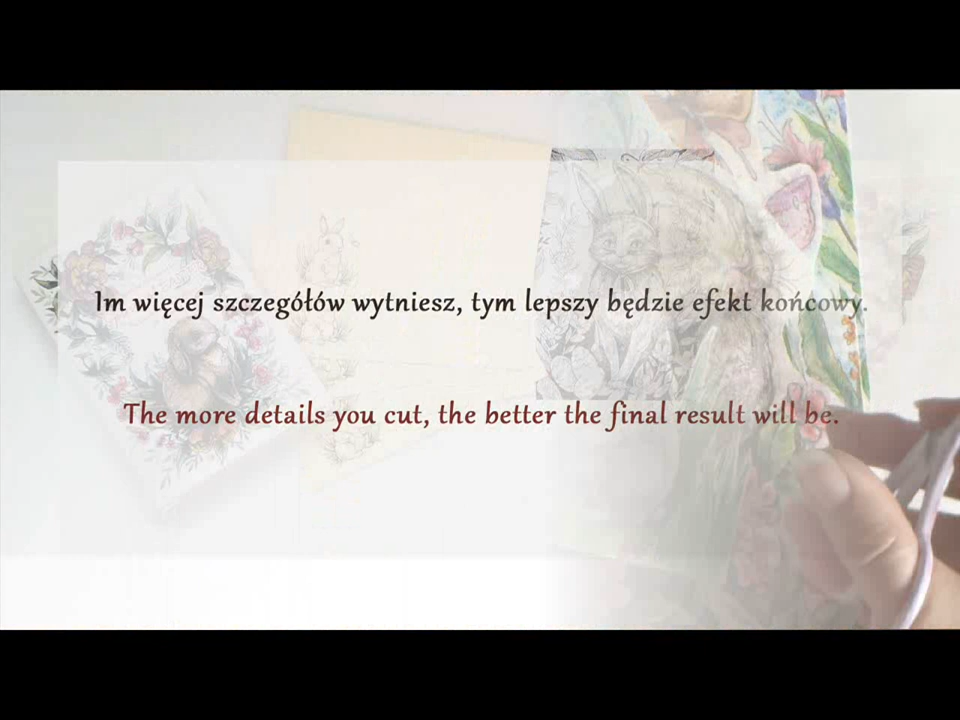 Im więcej szczegółów wytniesz, tym lepszy będzie efekt końcowy.
The more details you cut, the better the final result will be.